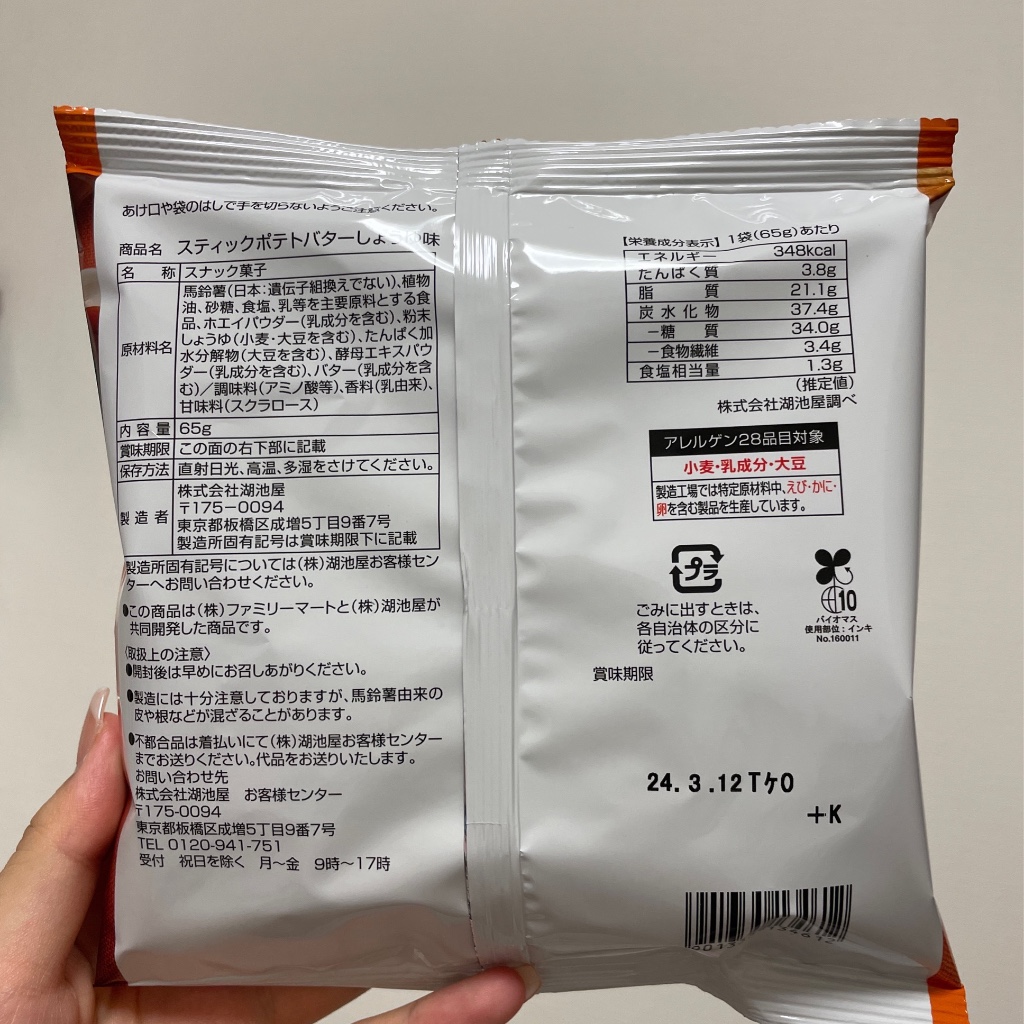 あけ口や袋のはしで手を切らないようご注意ください。
商品名 スティックポテトバターしょうゆ味
名称 スナック菓子
原材料名 馬鈴薯(日本:遺伝子組換えでない)、植物
油、砂糖、食塩、乳等を主要原料とする食
品、ホエイパウダー(乳成分を含む)、粉末
しょうゆ(小麦・大豆を含む)、たんぱく加
水分解物(大豆を含む)、酵母エキスパウ
ダー(乳成分を含む)、バター(乳成分を含
む)/調味料(アミノ酸等)、香料(乳由来)、
甘味料(スクラロース)
内容量 65g
賞味期限 この面の右下部に記載
保存方法 直射日光、高温、多湿をさけてください。
製造者 株式会社湖池屋
〒175-0094
東京都板橋区成増5丁目9番7号
製造所固有記号は賞味期限下に記載
製造所固有記号については(株)湖池屋お客様セン
ターへお問い合わせください。
●この商品は(株)ファミリーマートと(株)湖池屋が
共同開発した商品です。
〈取扱上の注意〉
●開封後は早めにお召しあがりください。
●製造には十分注意しておりますが、馬鈴薯由来の
皮や根などが混ざることがあります。
●不都合品は着払いにて(株)湖池屋お客様センター
までお送りください。代品をお送りいたします。
お問い合わせ先
株式会社湖池屋 お客様センター
〒175-0094
東京都板橋区成増5丁目9番7号
TEL 0120-941-751
受付 祝日を除く 月~金 9時~17時
【栄養成分表示】1袋(65g)あたり
エネルギー 348kcal
たんぱく質 3.8g
脂質 21.1g
炭水化物 37.4g
-糖質 34.0g
-食物繊維 3.4g
食塩相当量 1.3g
(推定値)
株式会社湖池屋調べ
アレルゲン28品目対象
小麦・乳成分・大豆
製造工場では特定原材料中、えび・かに・
卵を含む製品を生産しています。
プラ
ごみに出すときは、
各自治体の区分に
従ってください。
10
バイオマス
使用部位:インキ
No.160011
賞味期限
24.3.12Tケ0
+K